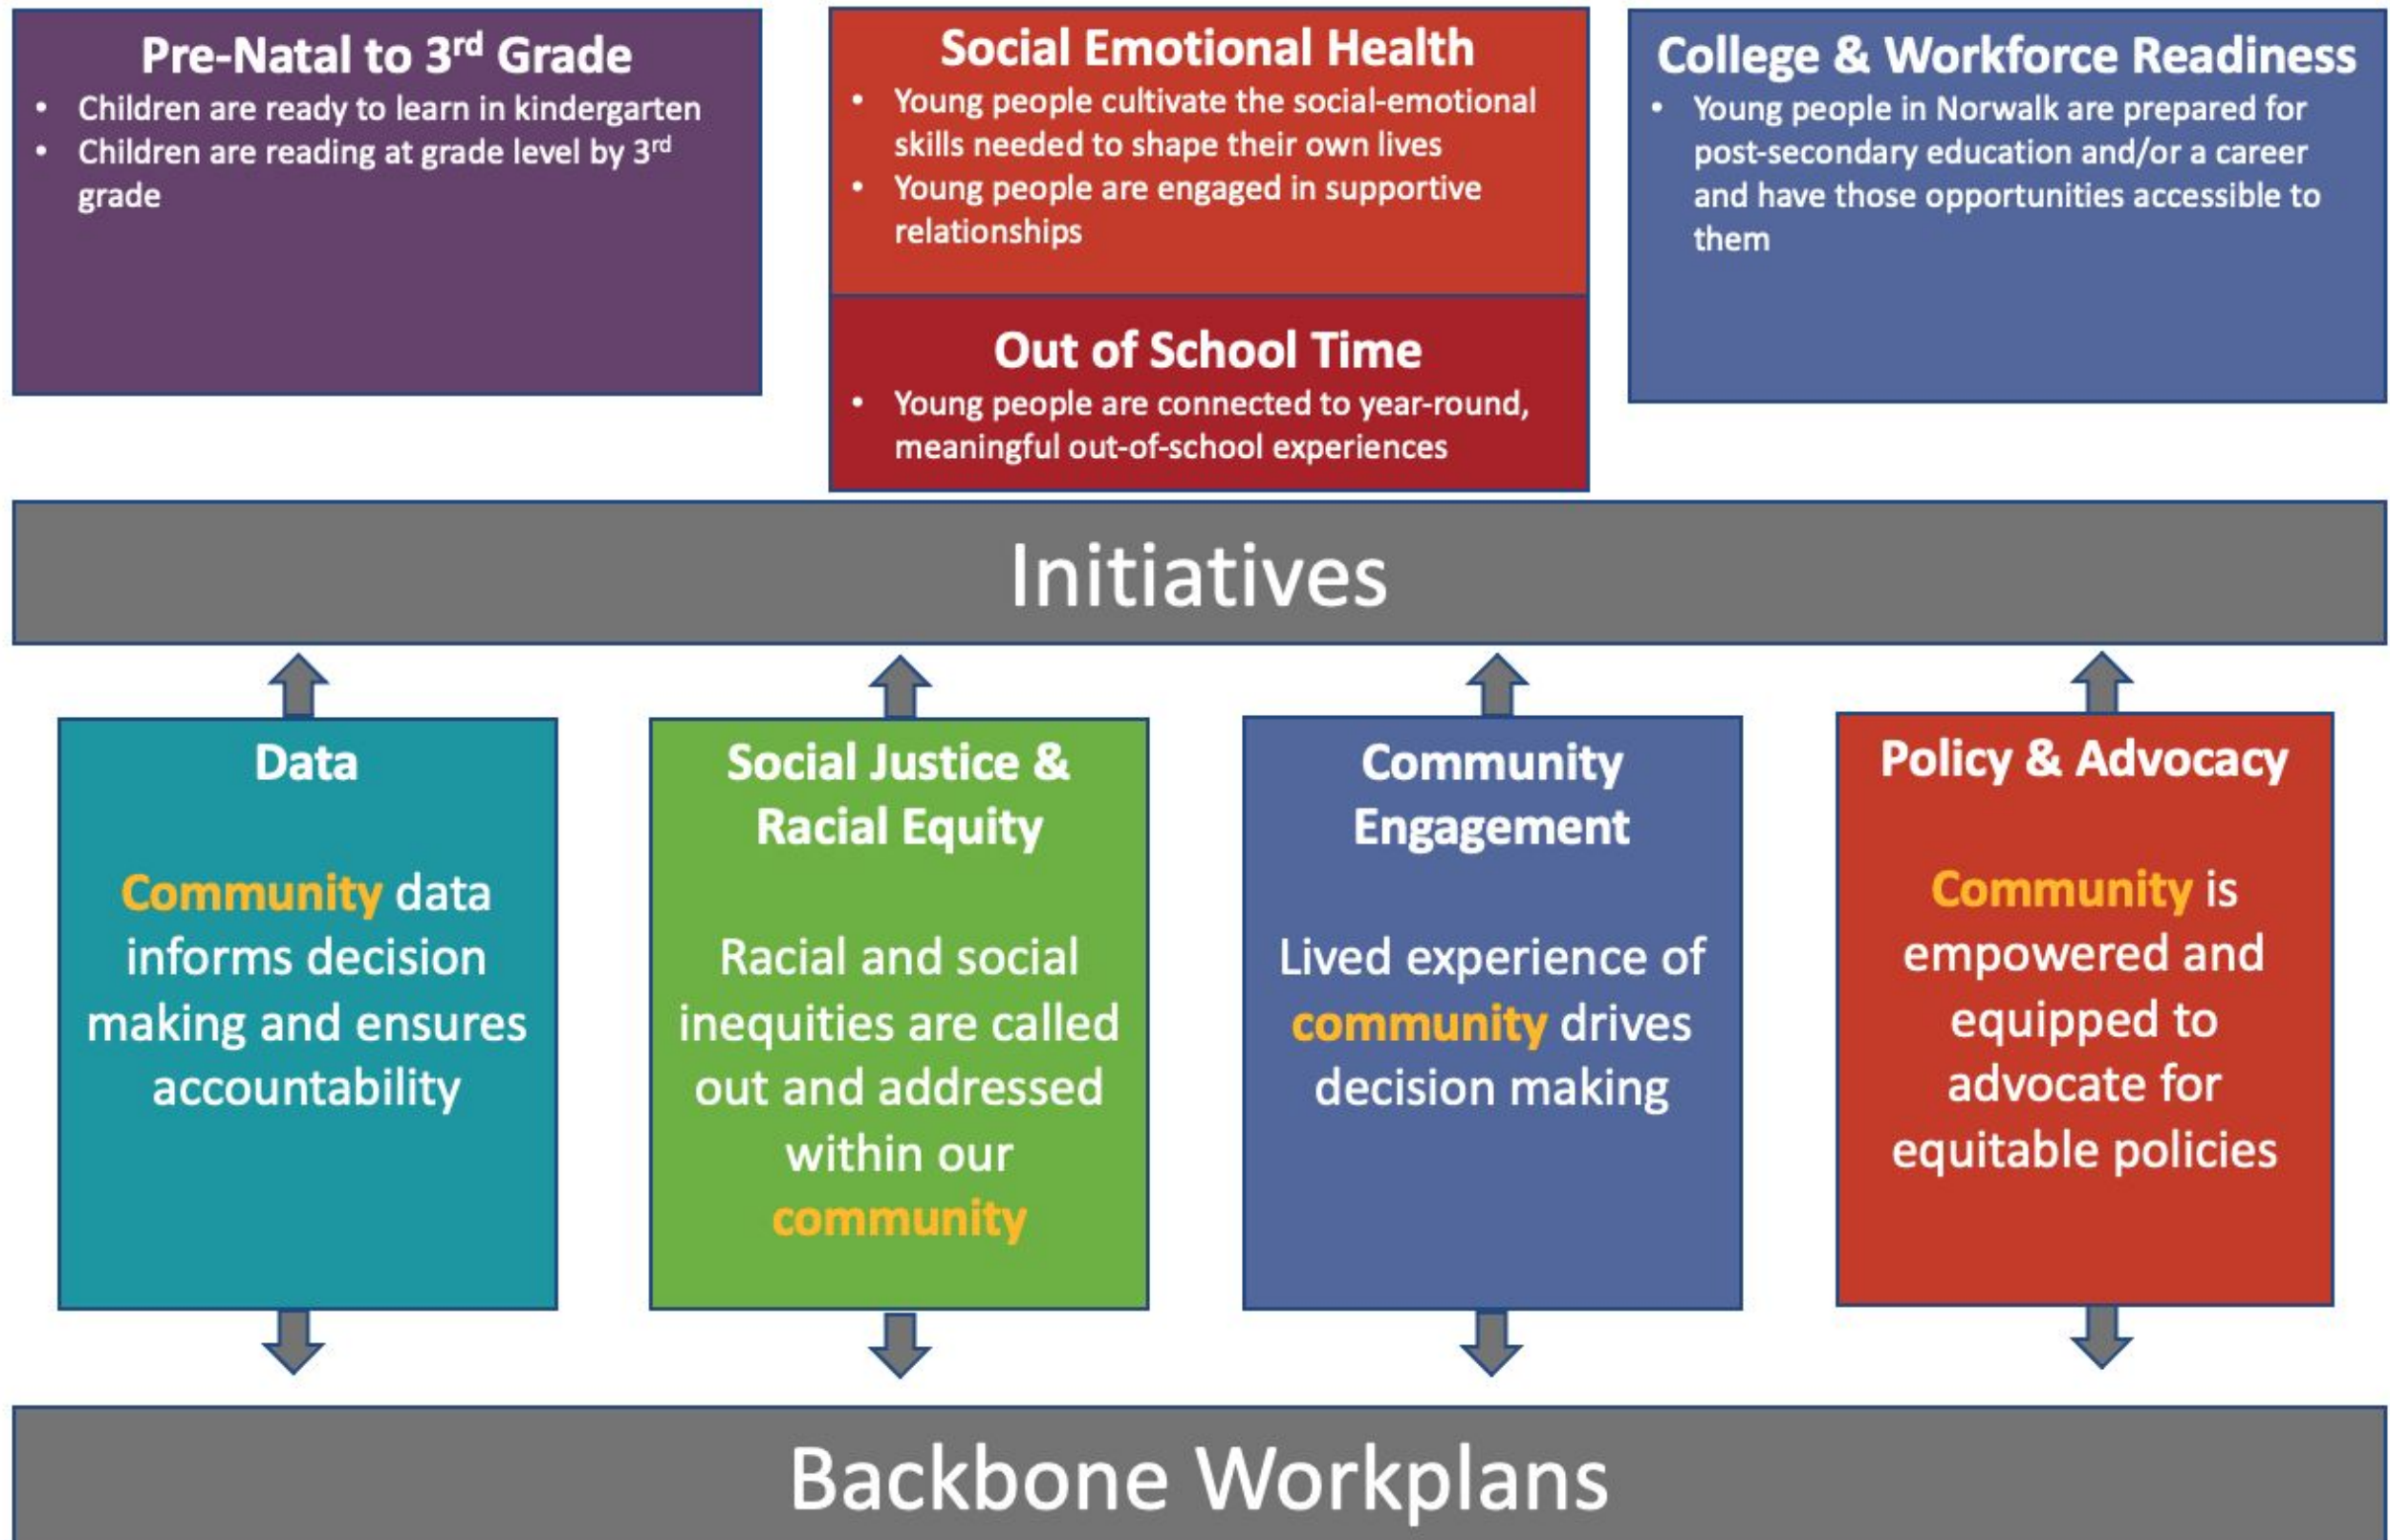 Pre-Natal to 3rd Grade
• Children are ready to learn in kindergarten
• Children are reading at grade level by 3rd
grade
Social Emotional Health
• Young people cultivate the social-emotional
skills needed to shape their own lives
• Young people are engaged in supportive
relationships
Out of School Time
• Young people are connected to year-round,
meaningful out-of-school experiences
College & Workforce Readiness
• Young people in Norwalk are prepared for
post-secondary education and/or a career
and have those opportunities accessible to
them
Initiatives
Data
Community data
informs decision
making and ensures
accountability
Social Justice &
Racial Equity
Racial and social
inequities are called
out and addressed
within our
community
Community
Engagement
Lived experience of
community drives
decision making
Policy & Advocacy
Community is
empowered and
equipped to
advocate for
equitable policies
Backbone Workplans